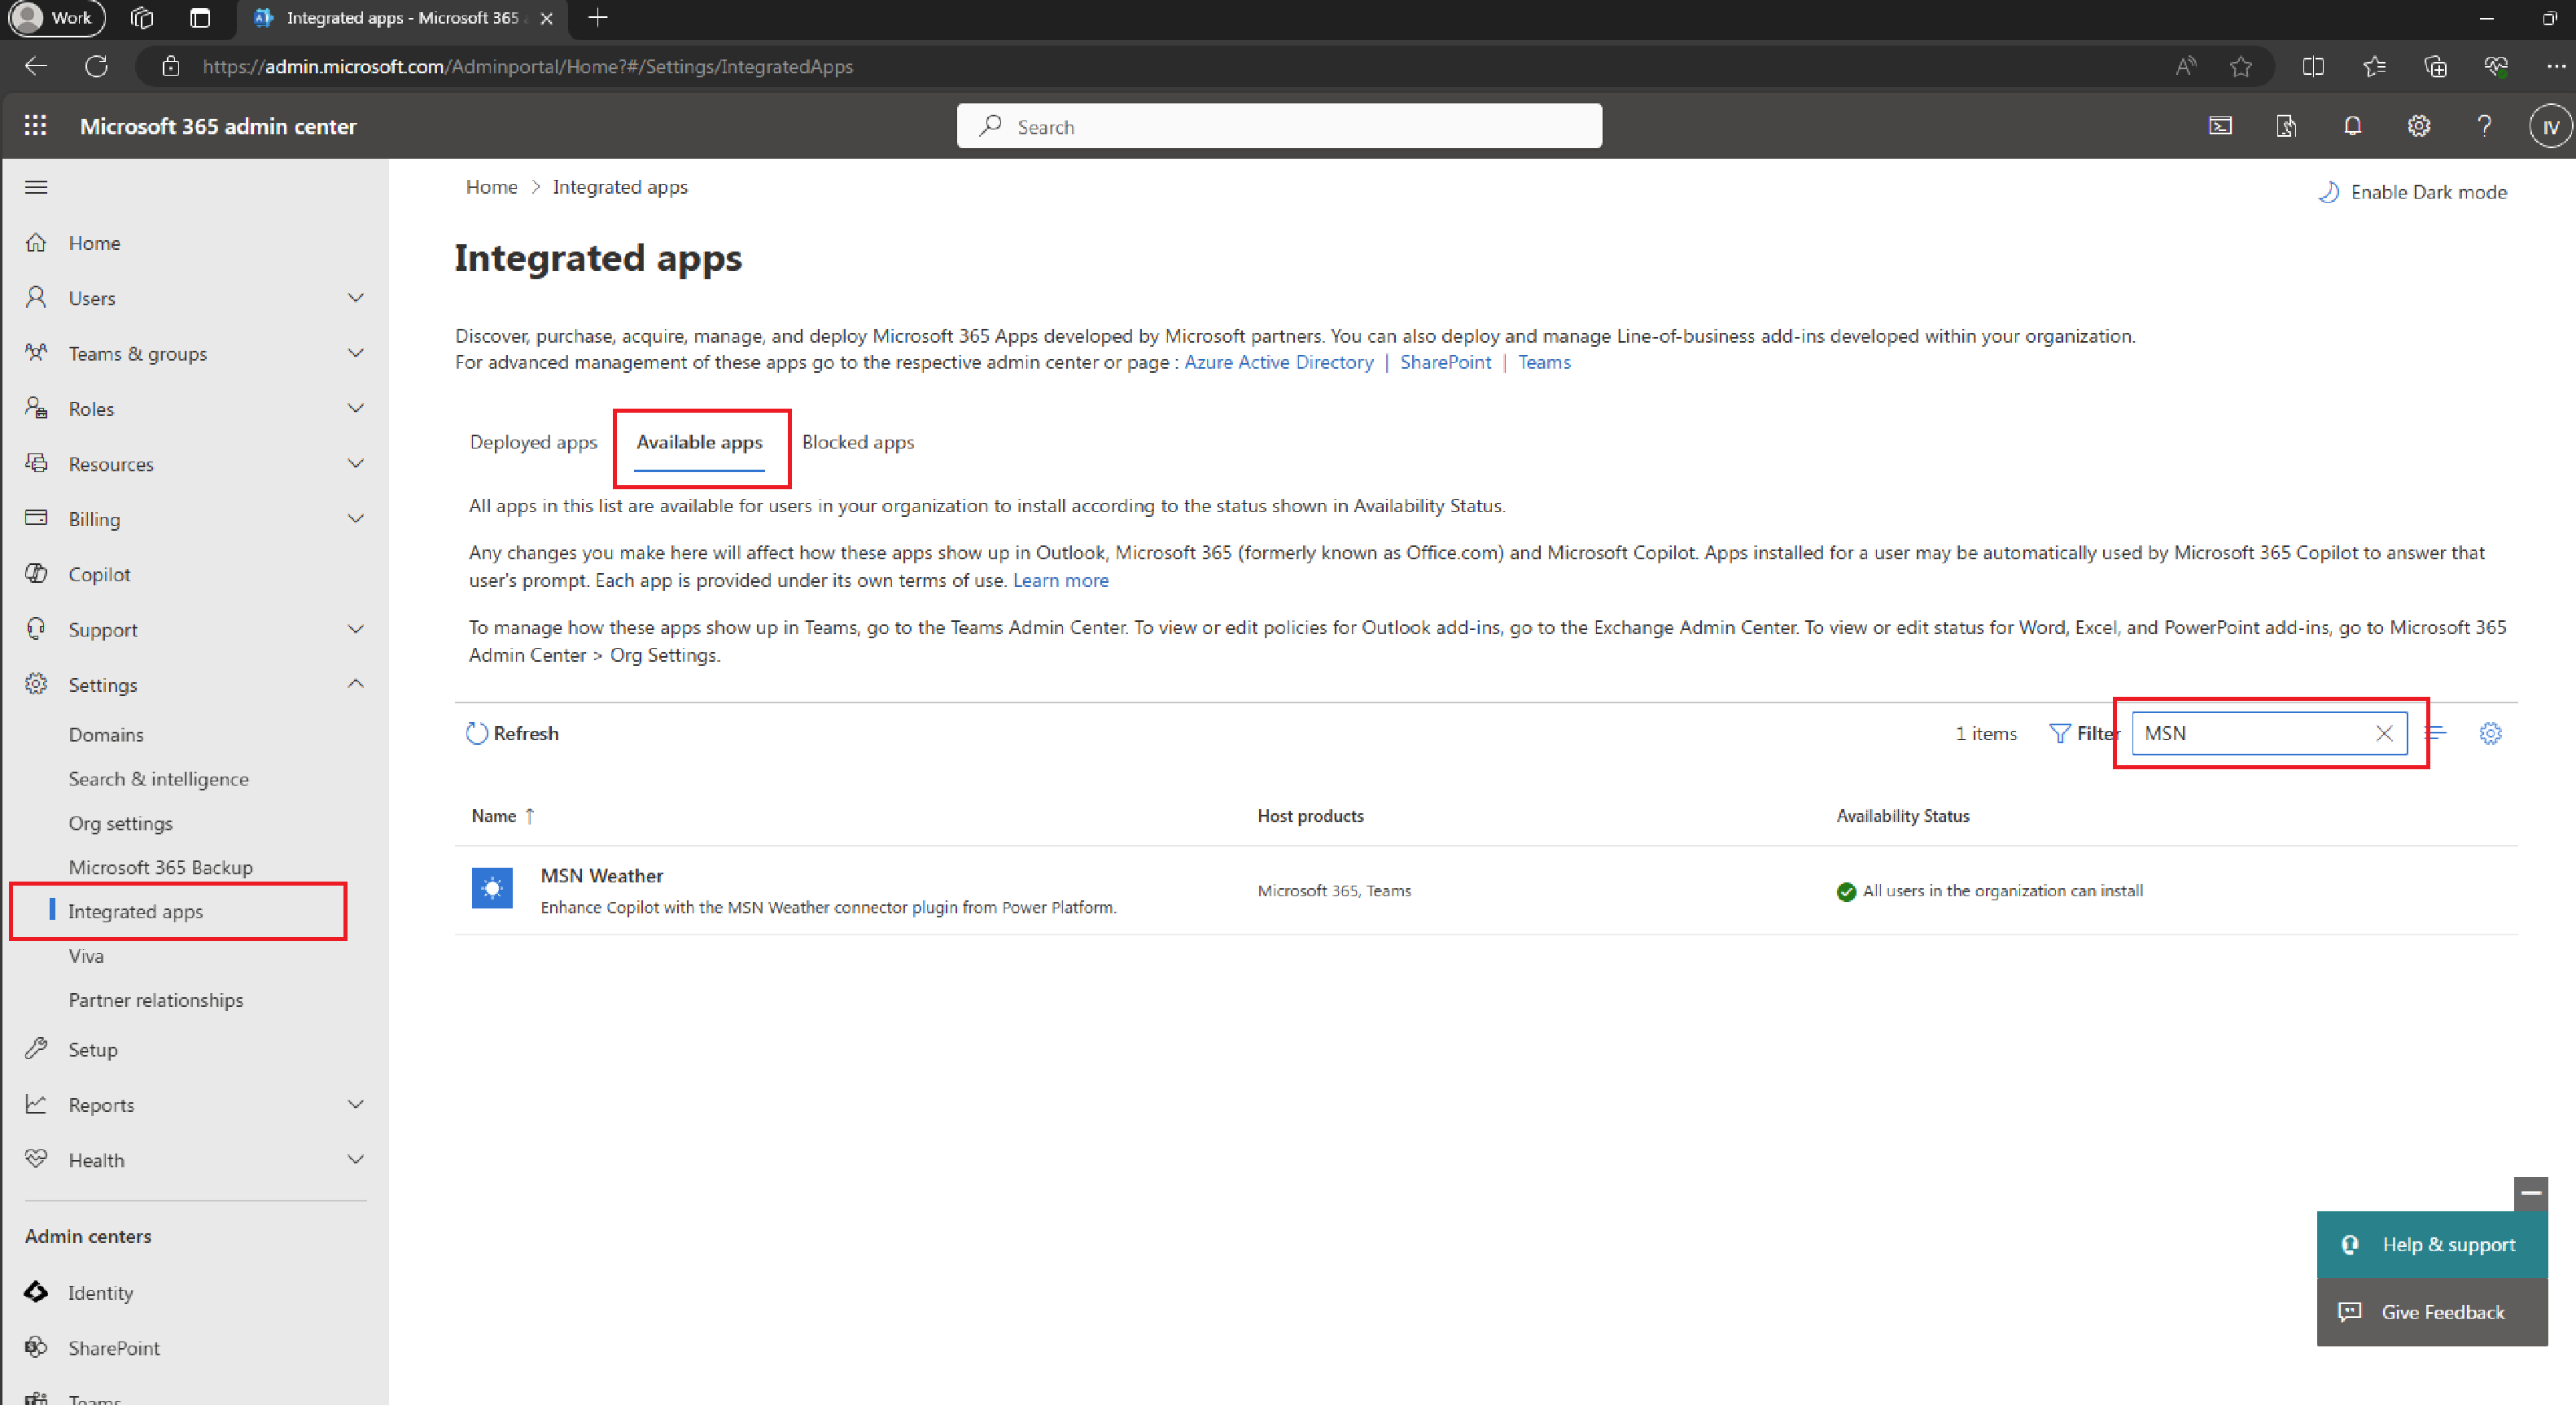 Work
Integrated apps - Microsoft 365
https://admin.microsoft.com/Adminportal/Home?#/Settings/IntegratedApps
Microsoft 365 admin center
Search
IV
Home > Integrated apps
Enable Dark mode
Integrated apps
Discover, purchase, acquire, manage, and deploy Microsoft 365 Apps developed by Microsoft partners. You can also deploy and manage Line-of-business add-ins developed within your organization.
For advanced management of these apps go to the respective admin center or page : Azure Active Directory | SharePoint | Teams
Deployed apps
Available apps
Blocked apps
All apps in this list are available for users in your organization to install according to the status shown in Availability Status.
Any changes you make here will affect how these apps show up in Outlook, Microsoft 365 (formerly known as Office.com) and Microsoft Copilot. Apps installed for a user may be automatically used by Microsoft 365 Copilot to answer that
user's prompt. Each app is provided under its own terms of use. Learn more
To manage how these apps show up in Teams, go to the Teams Admin Center. To view or edit policies for Outlook add-ins, go to the Exchange Admin Center. To view or edit status for Word, Excel, and PowerPoint add-ins, go to Microsoft 365
Admin Center > Org Settings.
Refresh
1 items
Filter
MSN
Name ↑
Host products
Availability Status
MSN Weather
Enhance Copilot with the MSN Weather connector plugin from Power Platform.
Microsoft 365, Teams
All users in the organization can install
Home
Users
Teams & groups
Roles
Resources
Billing
Copilot
Support
Settings
Domains
Search & intelligence
Org settings
Microsoft 365 Backup
Integrated apps
Viva
Partner relationships
Setup
Reports
Health
Admin centers
Identity
SharePoint
Teams
Help & support
Give Feedback